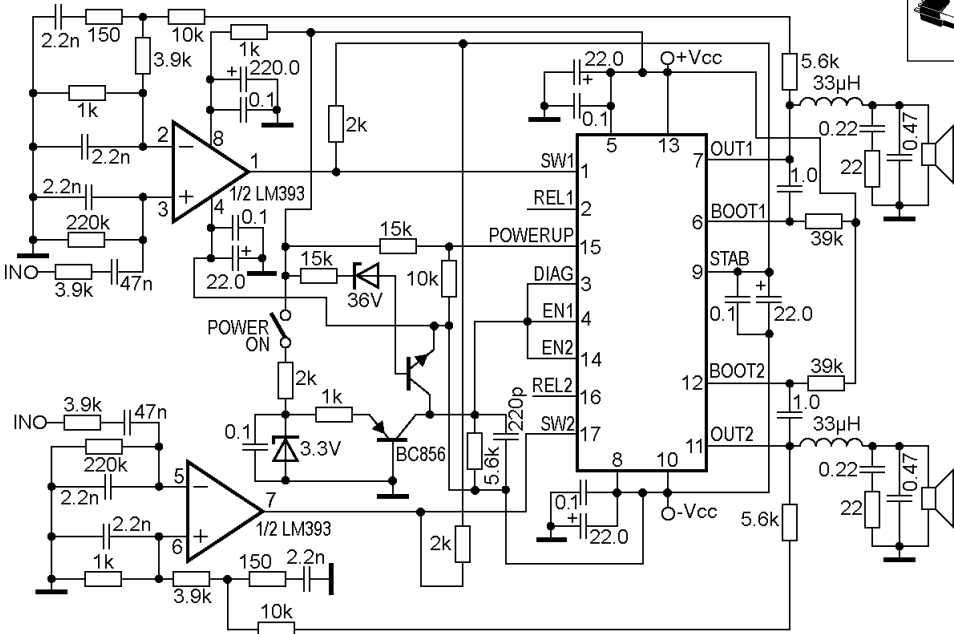 2.2n
150
10k
3.9k
1k
2.2n
2.2n
220k
INO
3.9k
47n
2
3
8
4
1
1/2 LM393
1k
+ 220.0
0.1
2k
0.1
+
22.0
15k
15k
36V
10k
POWER
ON
2k
1k
0.1
3.3V
BC856
5.6k
220p
22.0
+
0.1
+Vcc
5
13
SW1
1
REL1
2
POWERUP
15
DIAG
3
EN1
4
EN2
14
REL2
16
SW2
17
8
10
OUT1
7
BOOT1
6
STAB
9
BOOT2
12
OUT2
11
5.6k
33µH
0.22
0.47
22
1.0
39k
+
0.1
22.0
39k
1.0
33µH
0.22
0.47
22
5.6k
-Vcc
0.1
+
22.0
INO
3.9k
47n
220k
2.2n
2.2n
1k
5
6
7
1/2 LM393
3.9k
150
2.2n
10k
2k